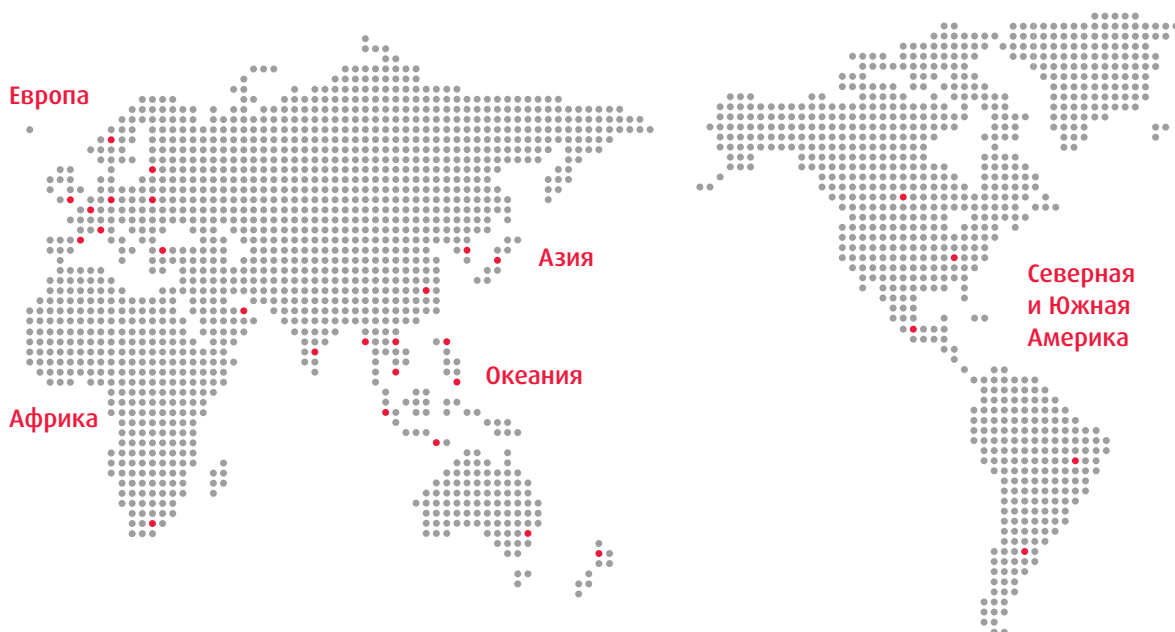 Европа
Азия
Северная
и Южная
Америка
Океания
Африка